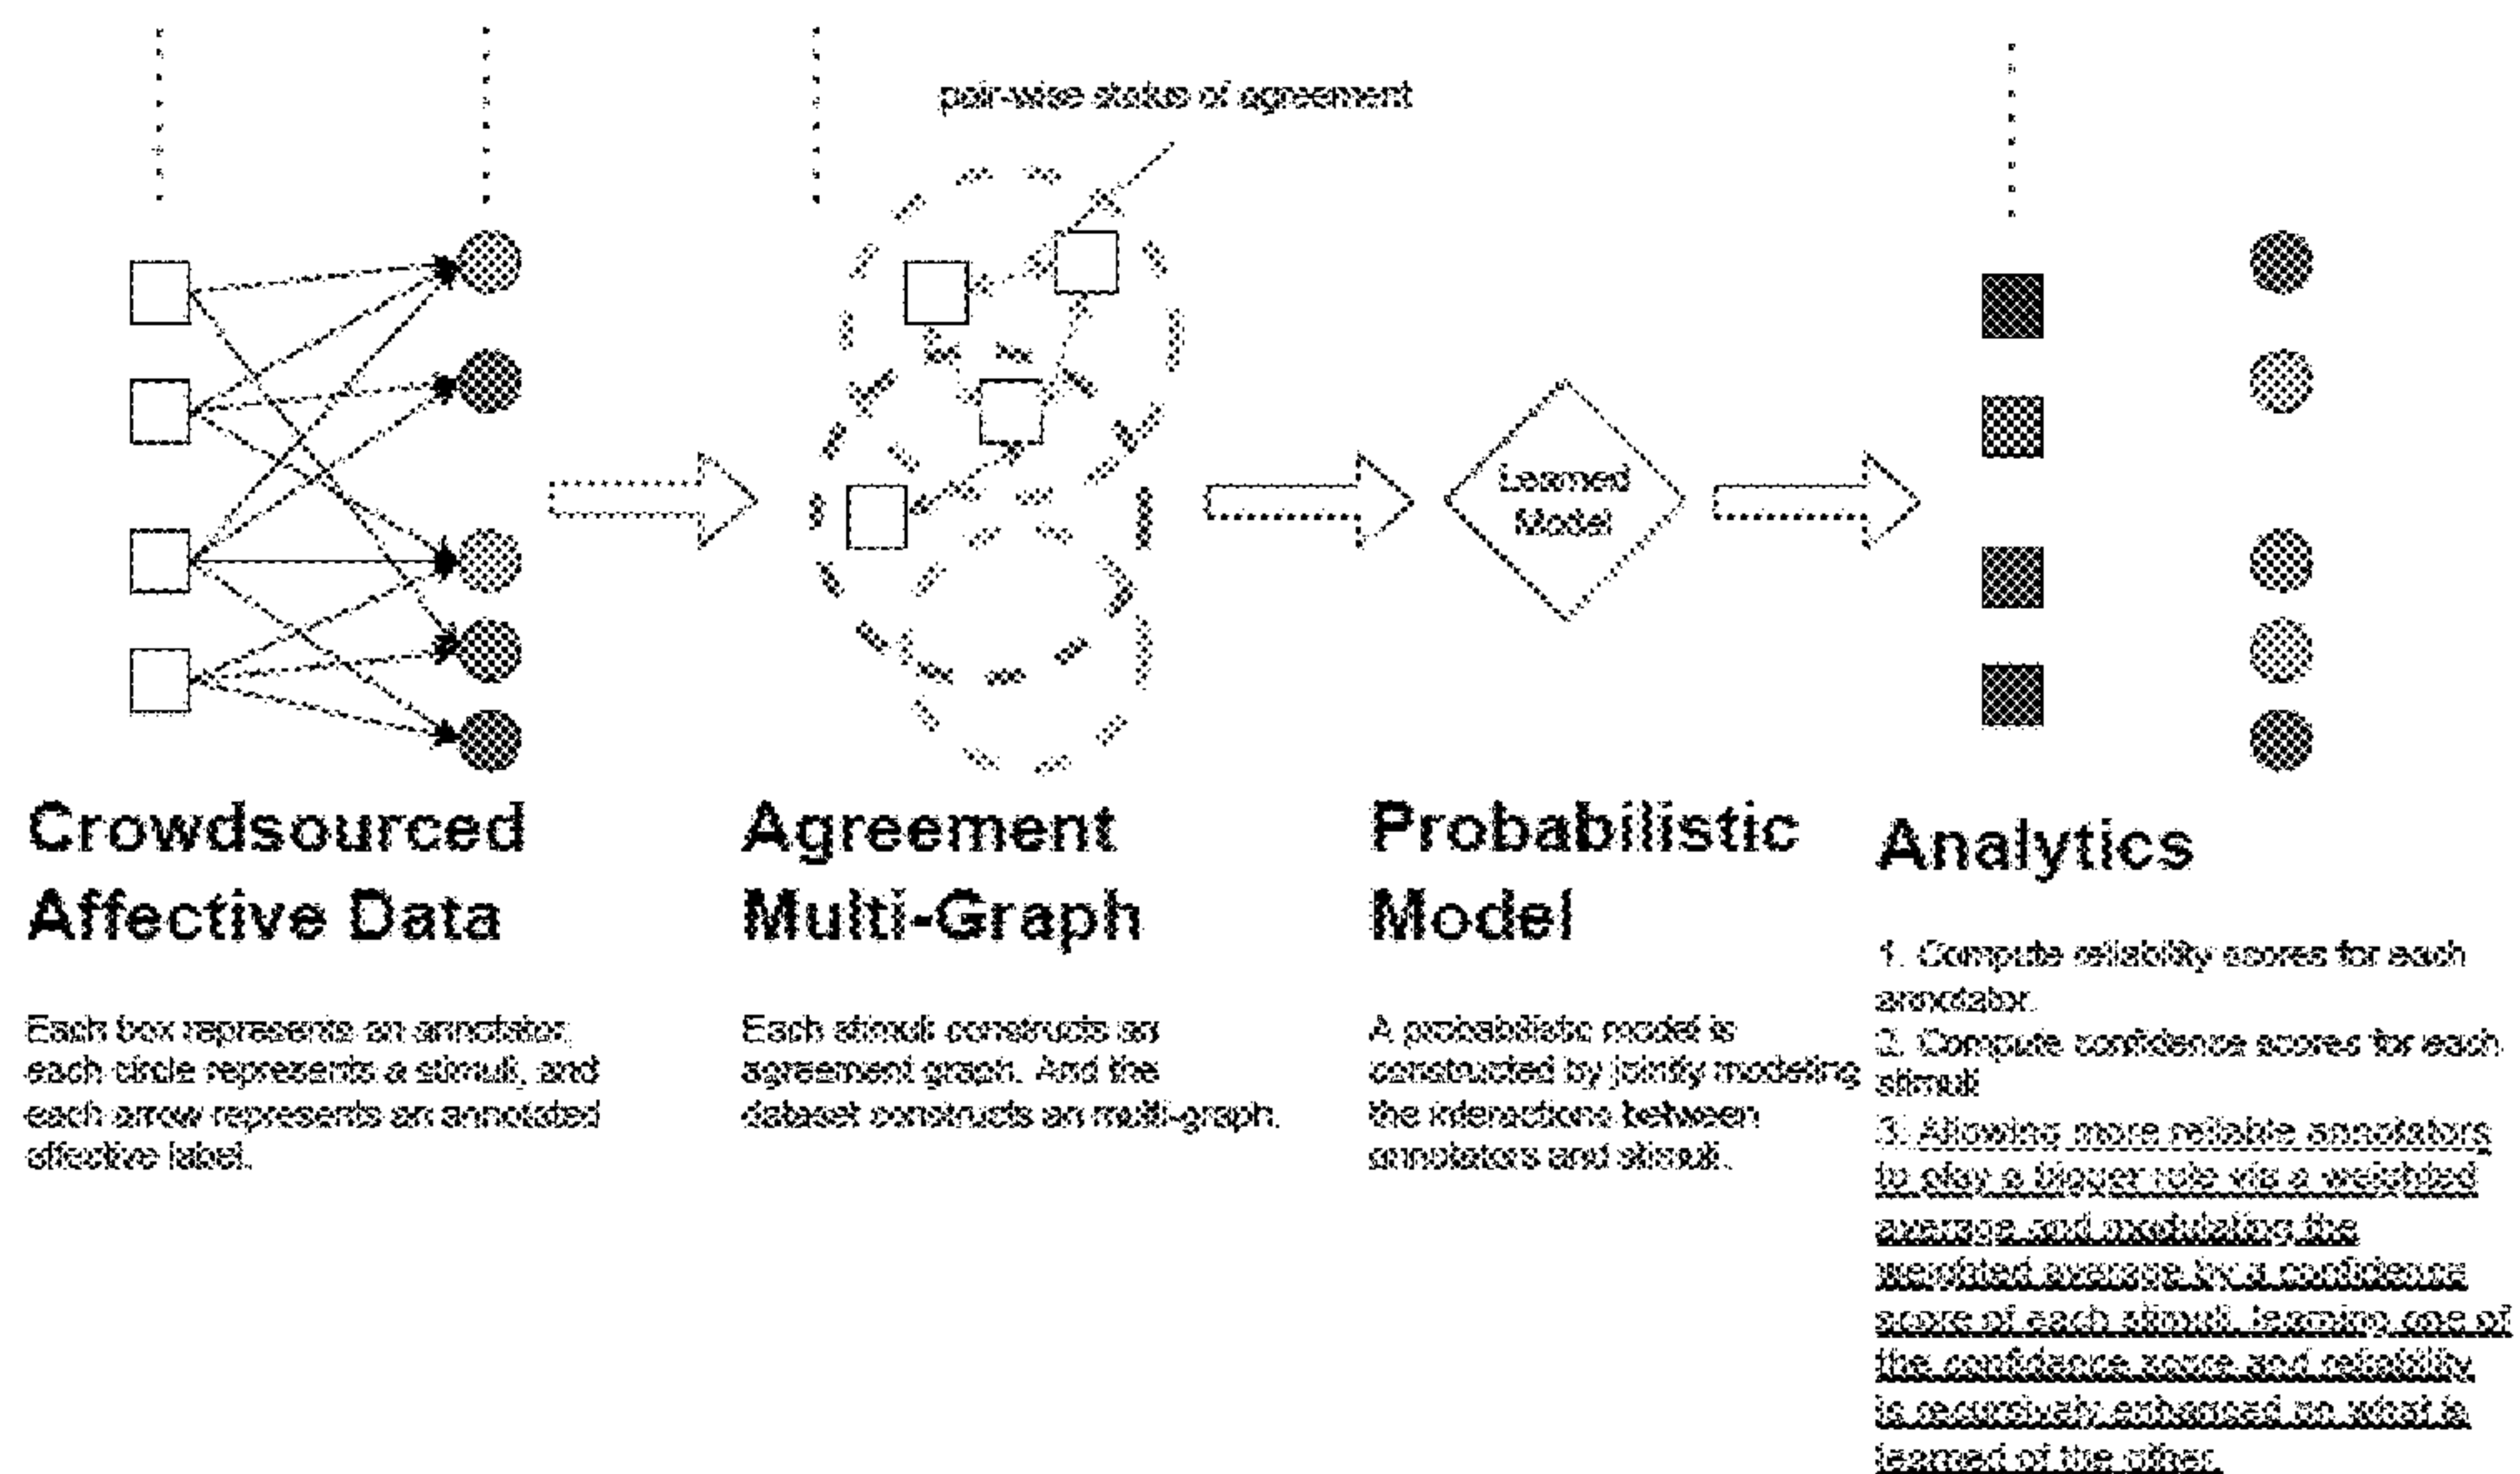 pair-wise status of agreement
Learned
Model
Crowdsourced
Affective Data
Each box represents an annotator,
each circle represents a stimuli, and
each arrow represents an annotated
affective label.
Agreement
Multi-Graph
Each stimuli constructs an
agreement graph. And the
dataset constructs an multi-graph.
Probabilistic
Model
A probabilistic model is
constructed by jointly modeling
the interactions between
annotators and stimuli.
Analytics
1. Compute reliability scores for each
annotator.
2. Compute confidence scores for each
stimuli
3. Allowing more reliable annotators
to play a bigger role via a weighted
average and modulating the
weighted average by a confidence
score of each stimuli, learning one of
the confidence score and reliability
is recursively enhanced on what is
learned of the other.